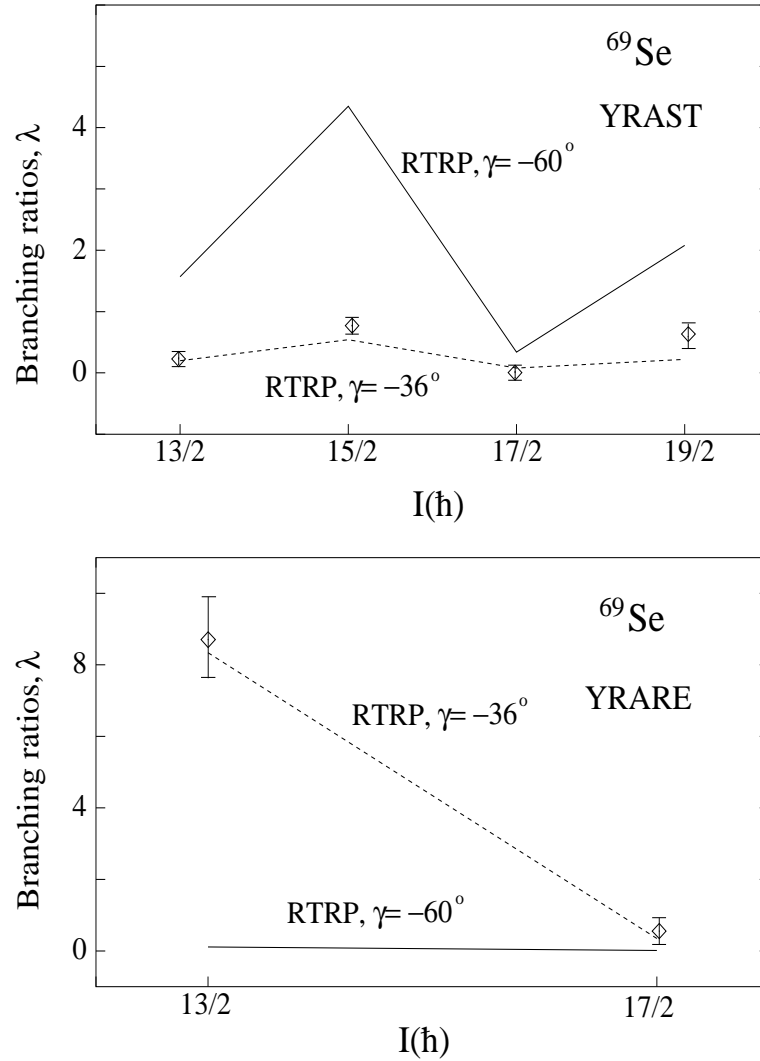 ⁶⁹Se
YRAST
4
RTRP, γ= −60°
2
0
RTRP, γ= −36°
13/2 15/2 17/2 19/2
I(ħ)
Branching ratios, λ
⁶⁹Se
8
YRARE
RTRP, γ= −36°
4
RTRP, γ= −60°
0
13/2 17/2
I(ħ)
Branching ratios, λ